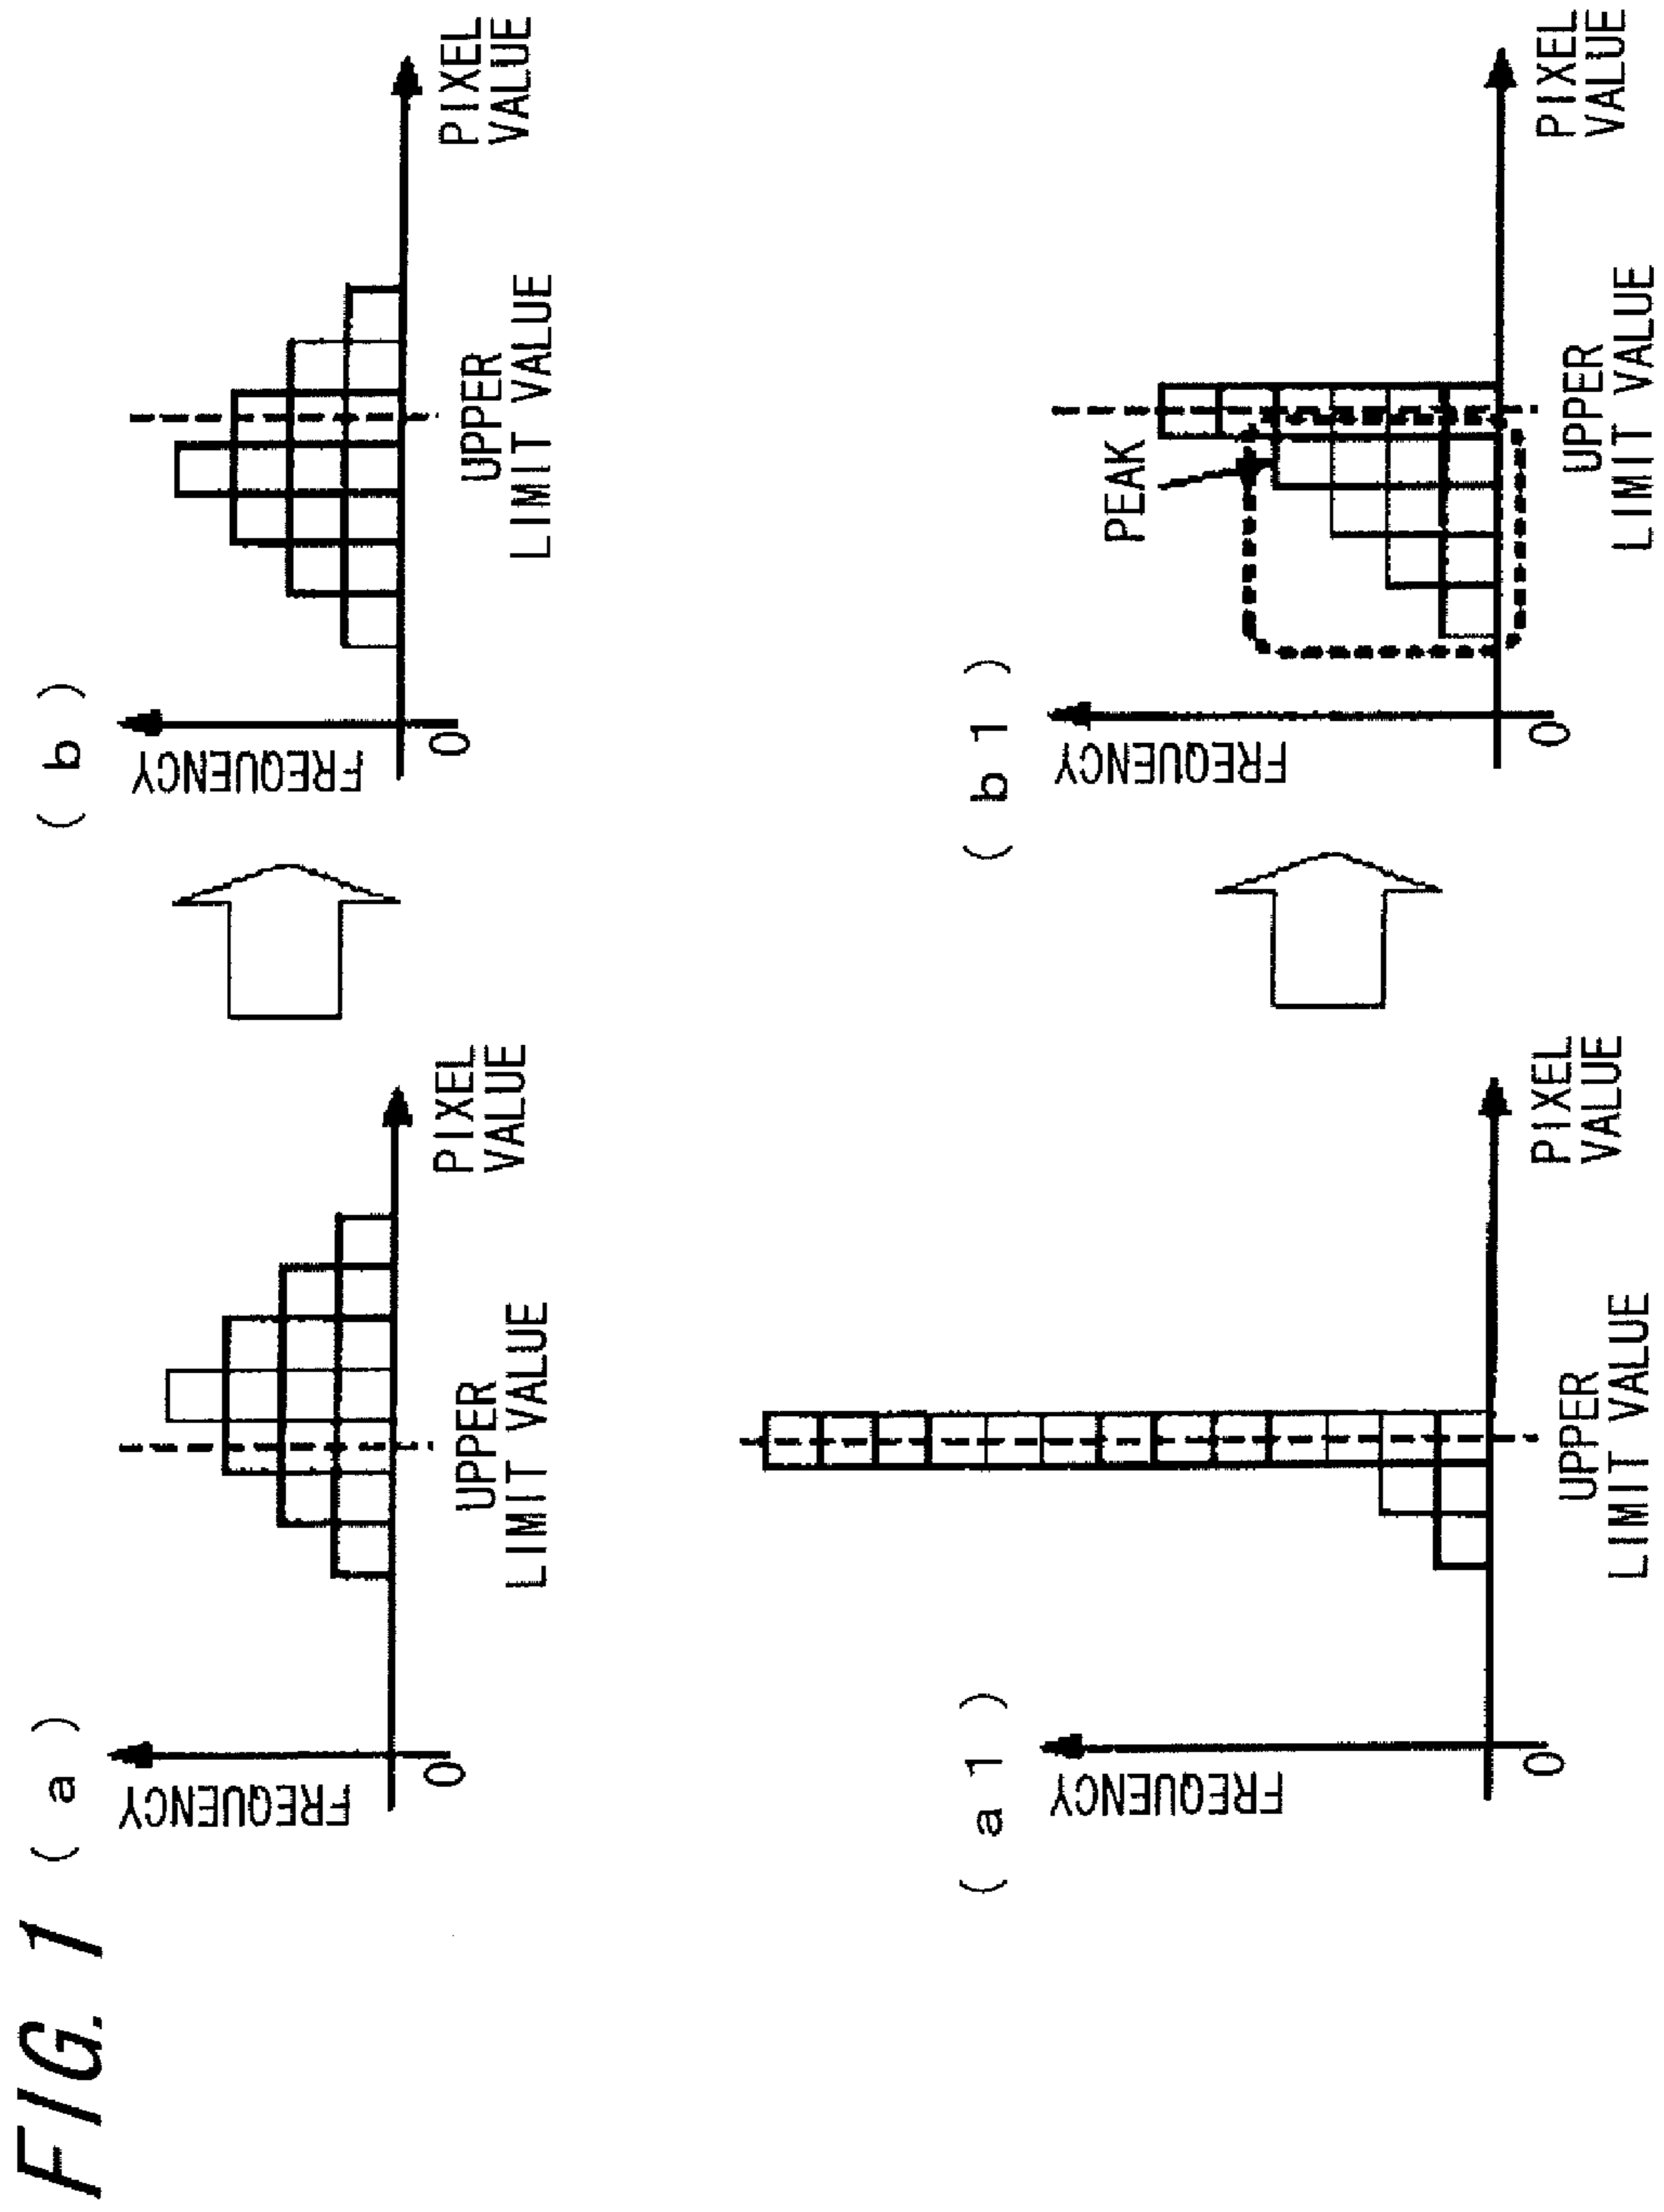 FIG. 1
( a )
FREQUENCY
0
UPPER
LIMIT VALUE
PIXEL
VALUE
( b )
FREQUENCY
0
UPPER
LIMIT VALUE
PIXEL
VALUE
( a 1 )
FREQUENCY
0
UPPER
LIMIT VALUE
PIXEL
VALUE
( b 1 )
FREQUENCY
PEAK
0
UPPER
LIMIT VALUE
PIXEL
VALUE